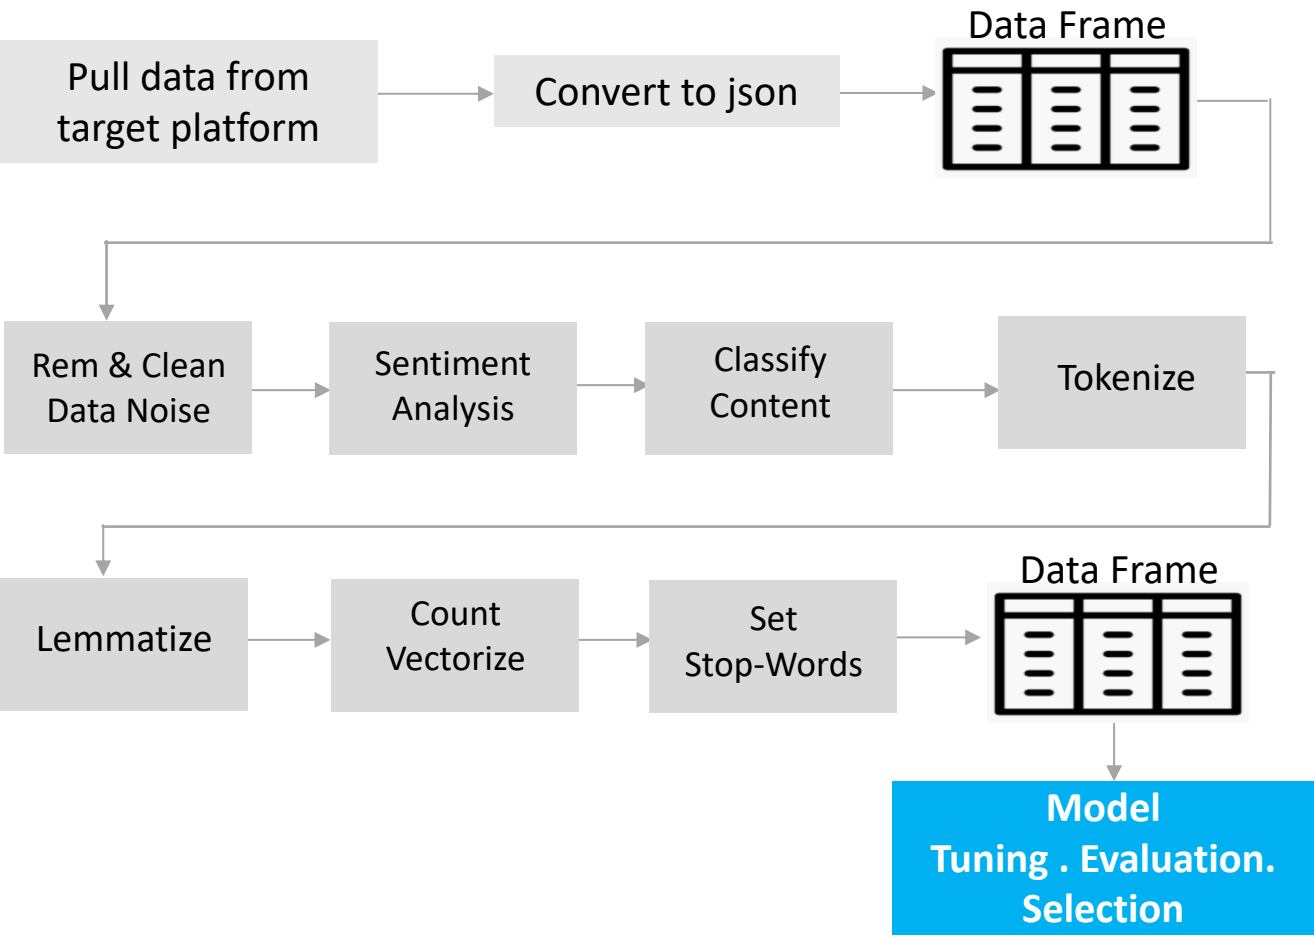 Data Frame
Pull data from
target platform
Convert to json
Rem & Clean
Data Noise
Sentiment
Analysis
Classify
Content
Tokenize
Lemmatize
Count
Vectorize
Set
Stop-Words
Data Frame
Model
Tuning . Evaluation.
Selection